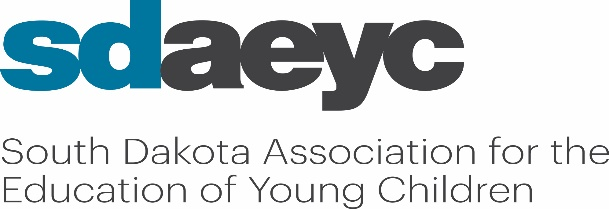 sdaeyc
South Dakota Association for the
Education of Young Children